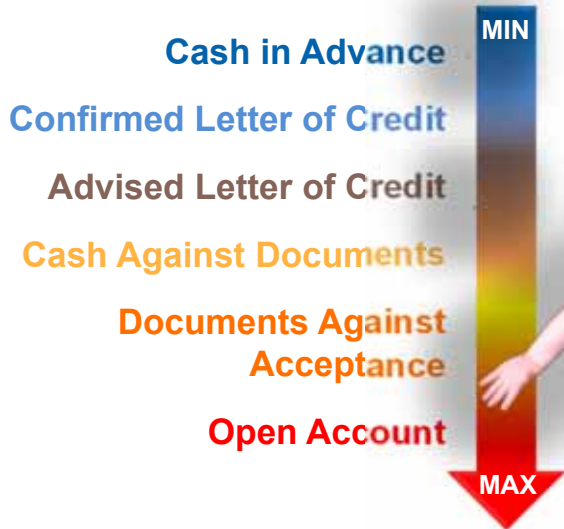 MIN
Cash in Advance
Confirmed Letter of Credit
Advised Letter of Credit
Cash Against Documents
Documents Against
Acceptance
Open Account
MAX